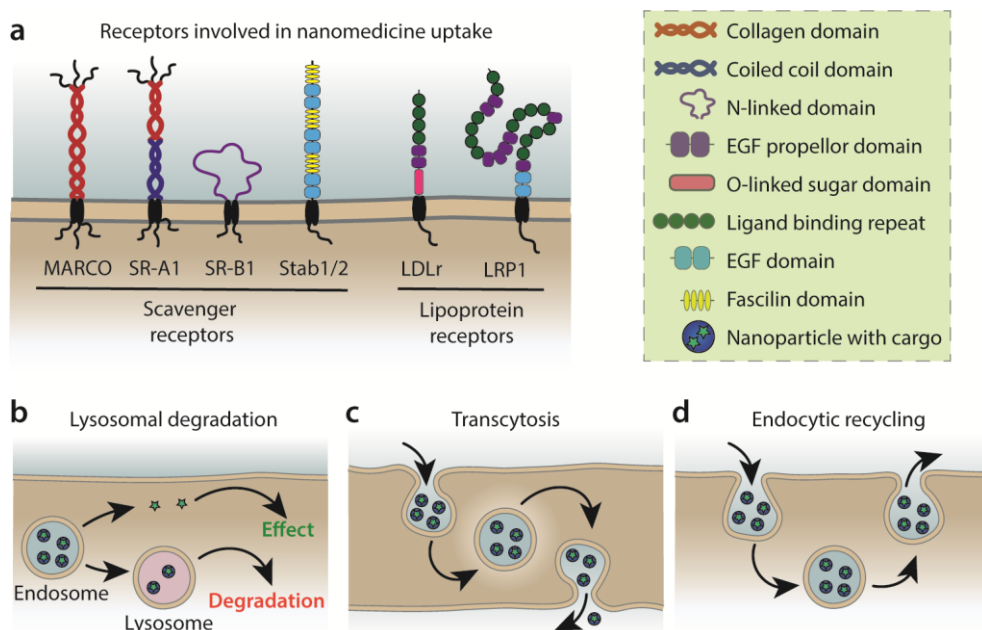 a
Receptors involved in nanomedicine uptake
MARCO
SR-A1
SR-B1
Stab1/2
LDLr
LRP1
Scavenger
receptors
Lipoprotein
receptors
Collagen domain
Coiled coil domain
N-linked domain
EGF propellor domain
O-linked sugar domain
Ligand binding repeat
EGF domain
Fascilin domain
Nanoparticle with cargo
b
Lysosomal degradation
Endosome
Effect
Lysosome
Degradation
c
Transcytosis
d
Endocytic recycling